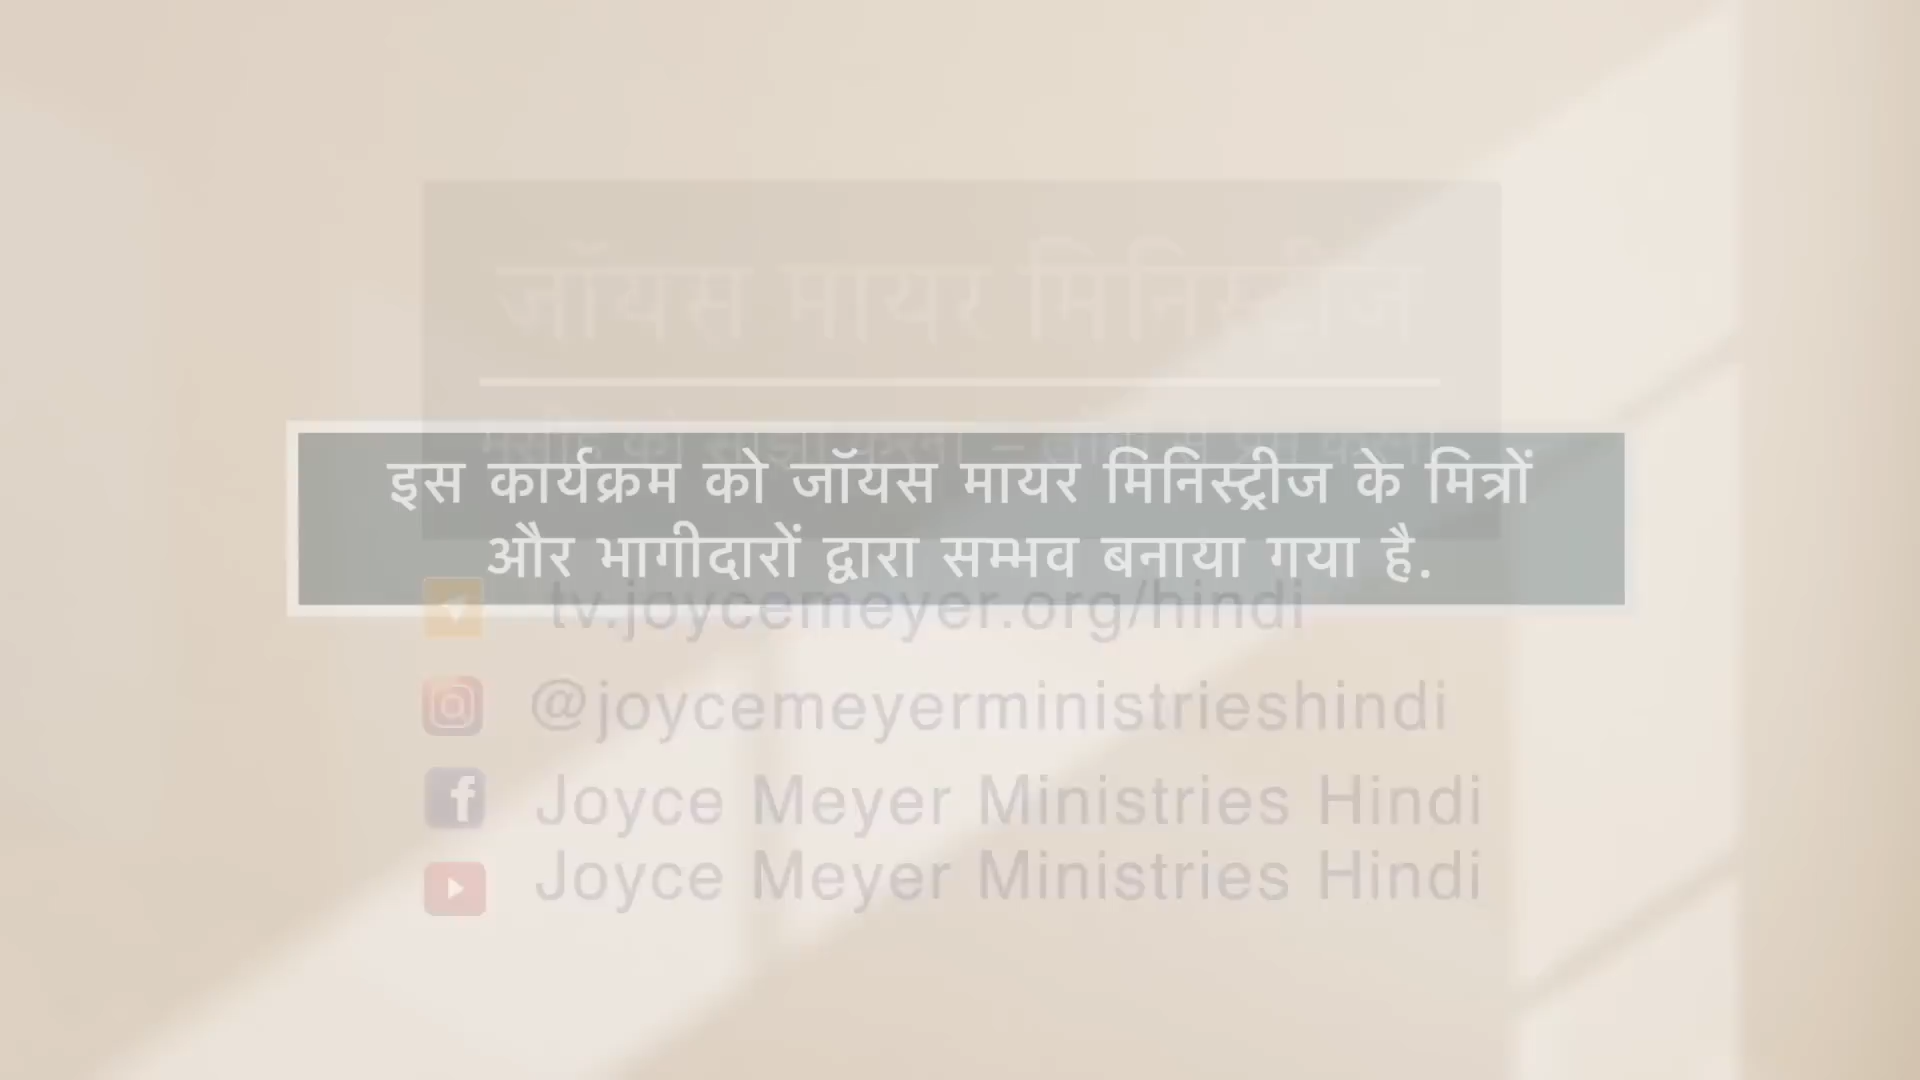 जॉयस मायर मिनिस्ट्रीज
इस कार्यक्रम को जॉयस मायर मिनिस्ट्रीज के मित्रों
और भागीदारों द्वारा सम्भव बनाया गया है.
tv.joycemeyer.org/hindi
@joycemeyerministrieshindi
Joyce Meyer Ministries Hindi
Joyce Meyer Ministries Hindi